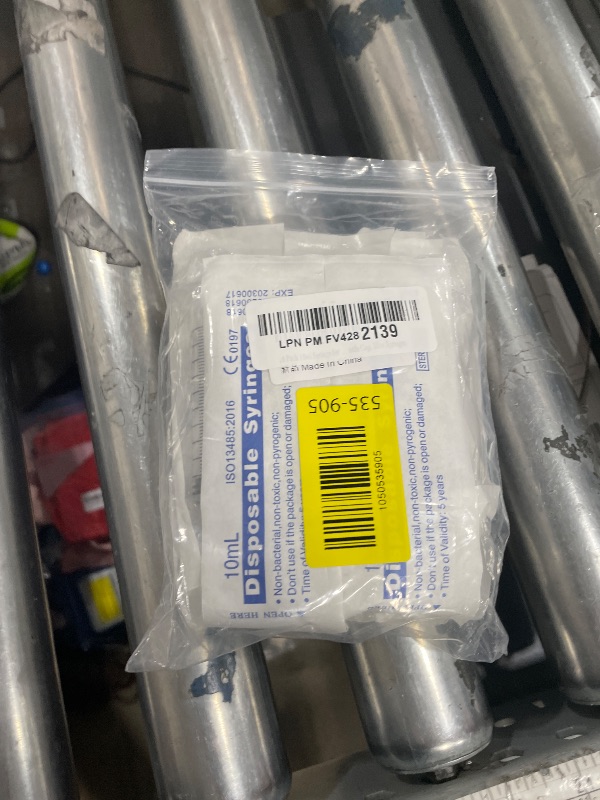 LPN PM FV428 2139
Made in China
535-905
1050535905
10mL
ISO13485:2016
CE0197
Disposable Syringe
• Non-bacterial,non-toxic,non-pyrogenic;
• Don't use if the package is open or damaged;
• Time of Validity:
OPEN HERE
EXP: 20300617
STER
• Non-bacterial,non-toxic,non-pyrogenic;
• Don't use if the package is open or damaged;
• Time of Validity: 5 years